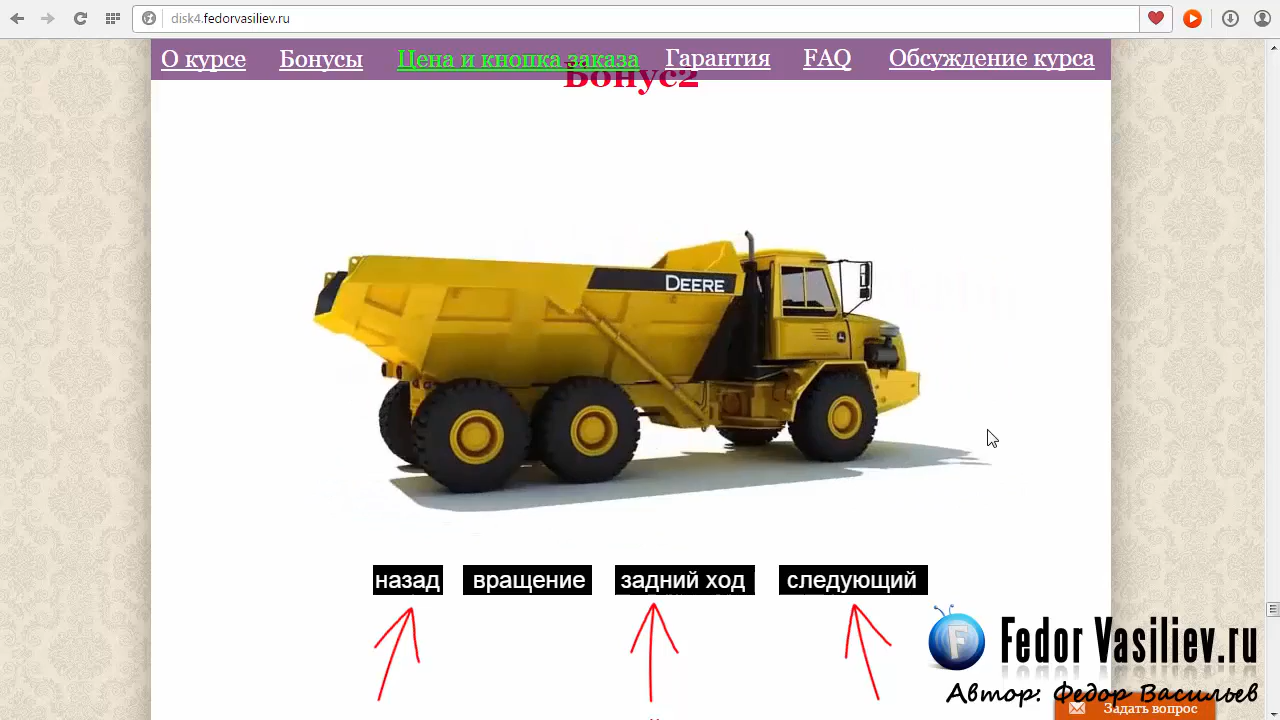 disk4.fedorvasiliev.ru
О курсе Бонусы Цена и кнопка заказа Гарантия FAQ Обсуждение курса
Бонус2
DEERE
назад вращение задний ход следующий
F
Fedor Vasiliev.ru
Автор: Федор Васильев
Задать вопрос